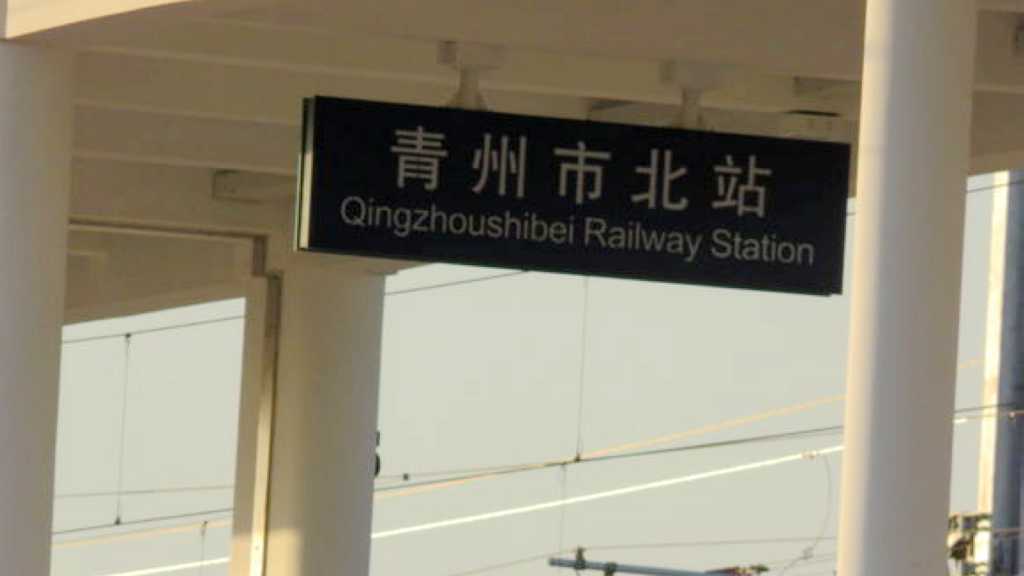 青州市北站
Qingzhoushibei Railway Station